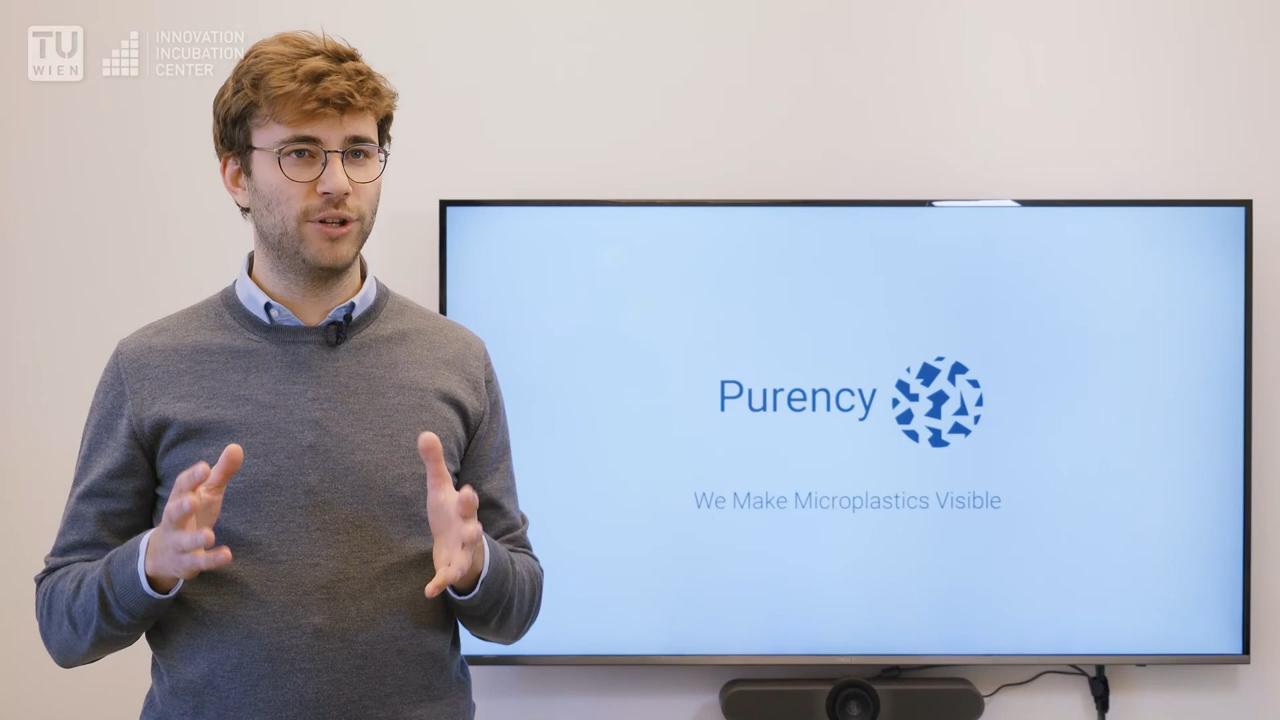 TU
WIEN
INNOVATION
INCUBATION
CENTER
Purency
We Make Microplastics Visible